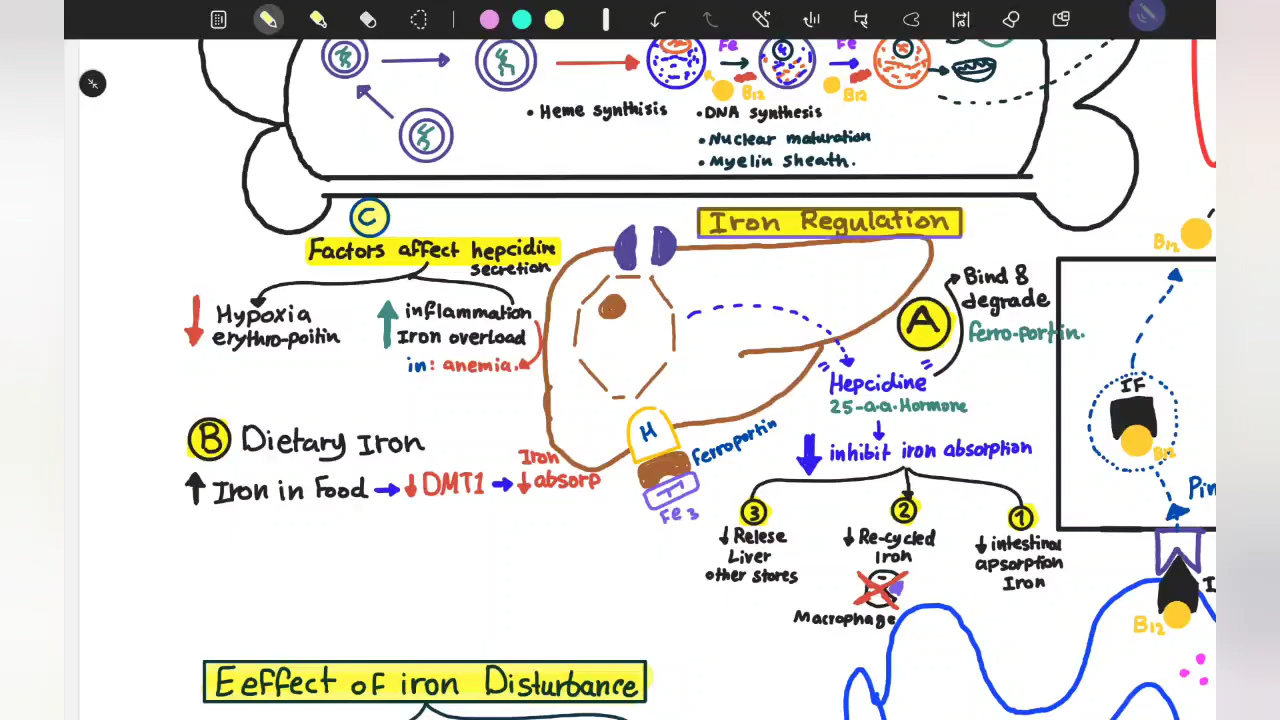 Fe
Fe
B12
B12
• Heme synthisis
• DNA synthesis
• Nuclear maturation
• Myelin sheath.
C
Factors affect hepcidine
secretion
Hypoxia
erythro-poitin
inflammation
Iron overload
in: anemia.
Iron Regulation
A
Bind &
degrade
ferro-portin.
"Hepcidine"
25-a.a.Hormone
inhibit iron absorption
3
Relese
Liver
other stores
2
Re-cycled
Iron
Macrophage
1
intestinal
apsorption
Iron
B Dietary Iron
↑ Iron in Food → ↓ DMT1 → ↓ Iron
absorp
H
ferroportin
Fe 3
B12
IF
B12
B12
Eeffect of iron Disturbance